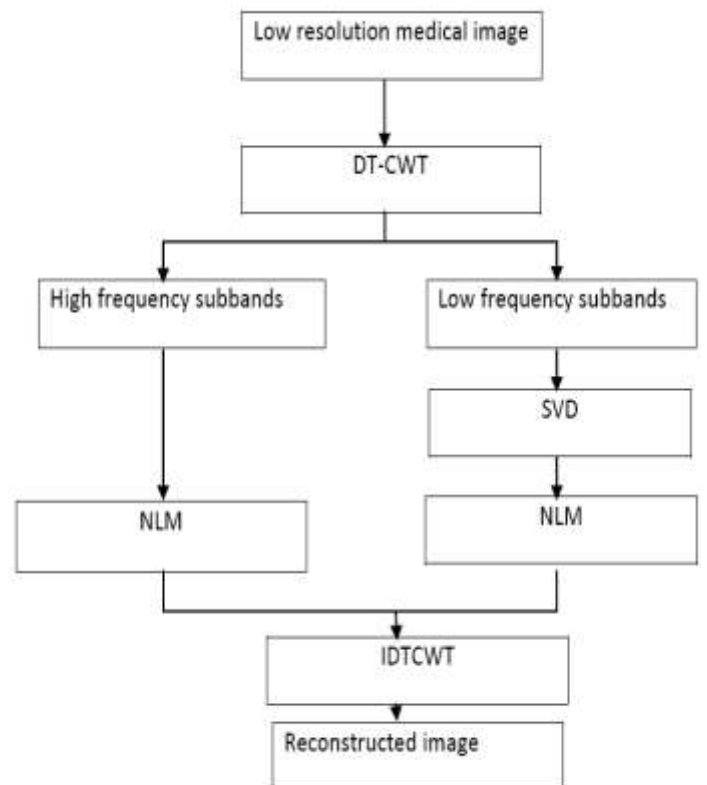 Low resolution medical image
DT-CWT
High frequency subbands
Low frequency subbands
SVD
NLM
NLM
IDTCWT
Reconstructed image